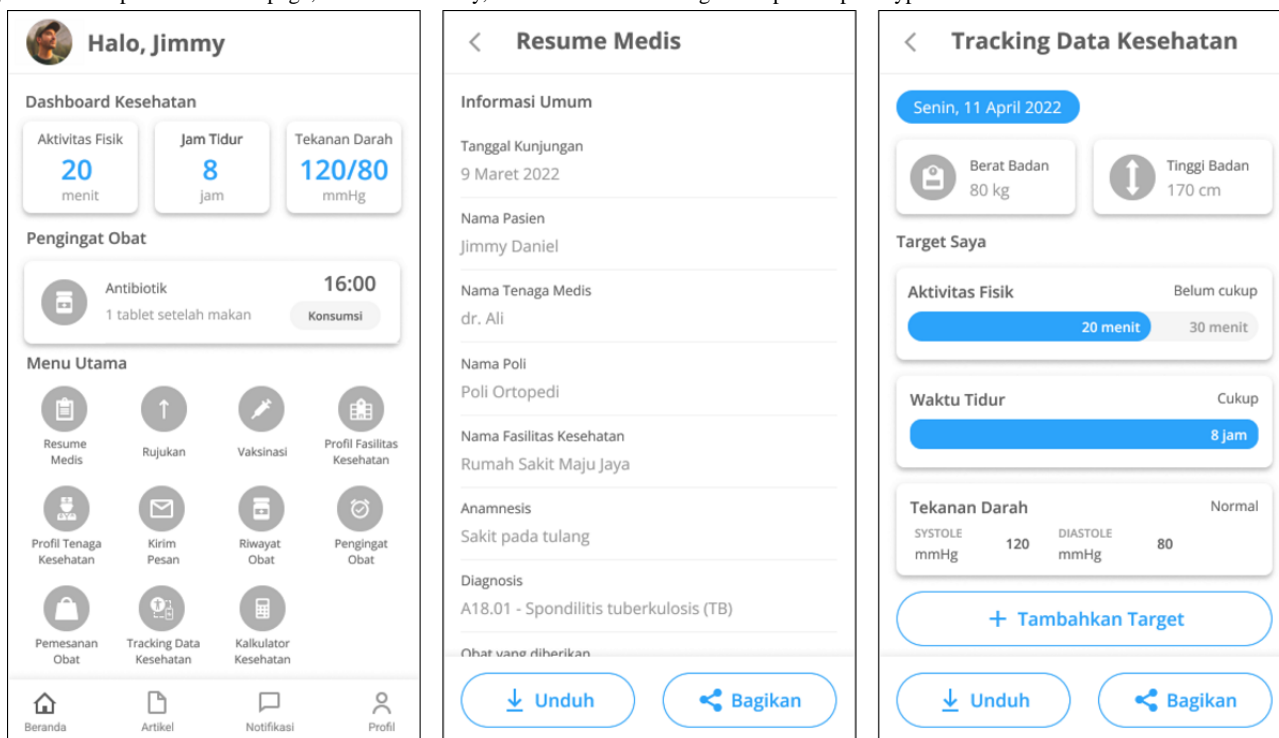 Halo, Jimmy
Dashboard Kesehatan
Aktivitas Fisik
20
menit
Jam Tidur
8
jam
Tekanan Darah
120/80
mmHg
Pengingat Obat
Antibiotik
1 tablet setelah makan
16:00
Konsumsi
Menu Utama
Resume
Medis
Rujukan
Vaksinasi
Profil Fasilitas
Kesehatan
Profil Tenaga
Kesehatan
Kirim
Pesan
Riwayat
Obat
Pengingat
Obat
Pemesanan
Obat
Tracking Data
Kesehatan
Kalkulator
Kesehatan
Beranda
Artikel
Notifikasi
Profil
Resume Medis
Informasi Umum
Tanggal Kunjungan
9 Maret 2022
Nama Pasien
Jimmy Daniel
Nama Tenaga Medis
dr. Ali
Nama Poli
Poli Ortopedi
Nama Fasilitas Kesehatan
Rumah Sakit Maju Jaya
Anamnesis
Sakit pada tulang
Diagnosis
A18.01 - Spondilitis tuberkulosis (TB)
Obat yang diberikan
Unduh
Bagikan
Tracking Data Kesehatan
Senin, 11 April 2022
Berat Badan
80 kg
Tinggi Badan
170 cm
Target Saya
Aktivitas Fisik
Belum cukup
20 menit
30 menit
Waktu Tidur
Cukup
8 jam
Tekanan Darah
Normal
SYSTOLE
mmHg
120
DIASTOLE
mmHg
80
+ Tambahkan Target
Unduh
Bagikan